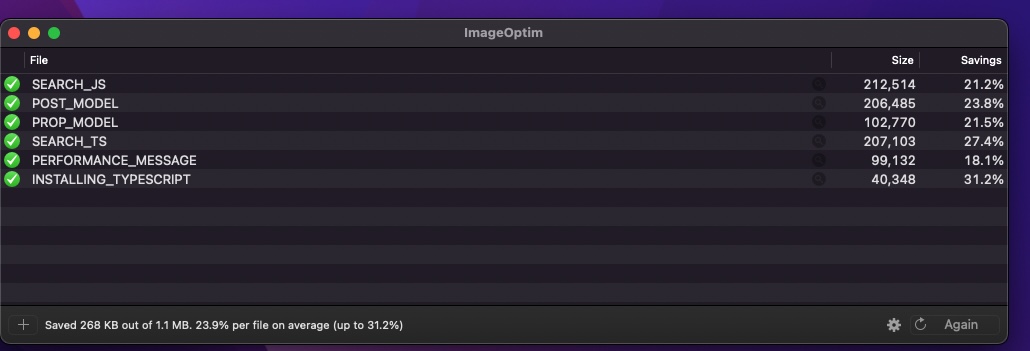 ImageOptim
File Size Savings
SEARCH_JS 212,514 21.2%
POST_MODEL 206,485 23.8%
PROP_MODEL 102,770 21.5%
SEARCH_TS 207,103 27.4%
PERFORMANCE_MESSAGE 99,132 18.1%
INSTALLING_TYPESCRIPT 40,348 31.2%
Saved 268 KB out of 1.1 MB. 23.9% per file on average (up to 31.2%) Again